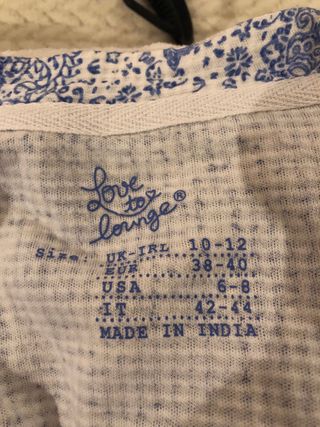 Love
to
lounge®
Size: UK-IRL 10-12
EUR 38-40
USA 6-8
IT 42-44
MADE IN INDIA